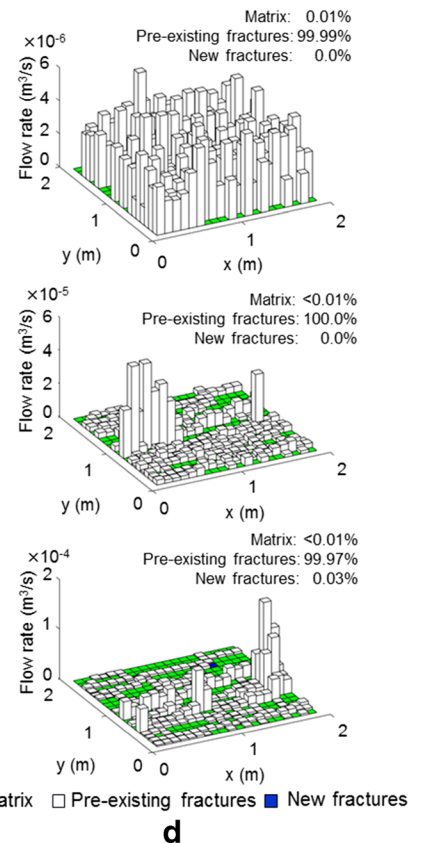 Matrix: 0.01%
Pre-existing fractures: 99.99%
New fractures: 0.0%
×10-6
Flow rate (m3/s)
6
4
2
0
2
1
0
0
1
2
y (m)
x (m)
Matrix: <0.01%
Pre-existing fractures: 100.0%
New fractures: 0.0%
×10-5
Flow rate (m3/s)
6
4
2
0
2
1
0
0
1
2
y (m)
x (m)
Matrix: <0.01%
Pre-existing fractures: 99.97%
New fractures: 0.03%
×10-4
Flow rate (m3/s)
2
1
0
2
1
0
0
1
2
y (m)
x (m)
atrix Pre-existing fractures New fractures
d